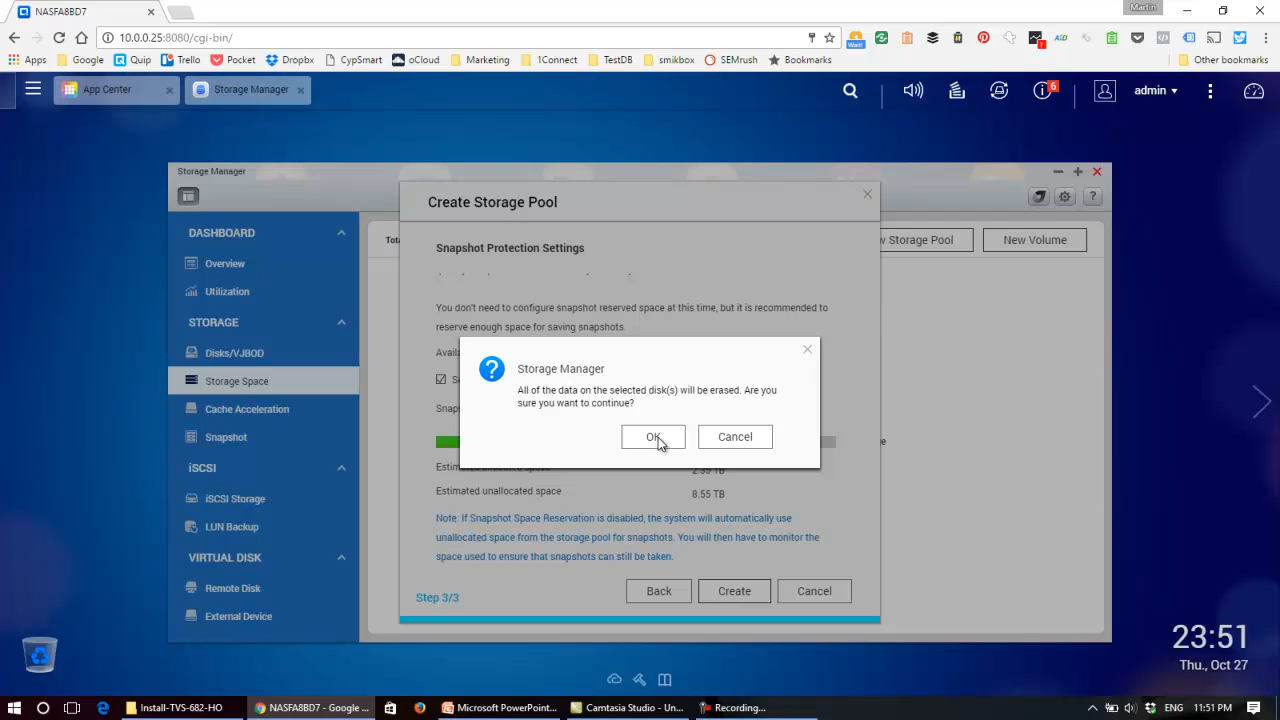 NASFA8BD7
Martin
10.0.0.25:8080/cgi-bin/
Wait!
Apps
Google
Quip
Trello
Pocket
Dropbx
TypSmart
oCloud
Marketing
1Connect
TestDB
smikbox
SEMrush
Bookmarks
Other bookmarks
App Center
Storage Manager
6
admin
Storage Manager
Create Storage Pool
DASHBOARD
Overview
Utilization
STORAGE
Disks/VJBOD
Storage Space
Cache Acceleration
Snapshot
iSCSI
iSCSI Storage
LUN Backup
VIRTUAL DISK
Remote Disk
External Device
Storage Pool
New Volume
Snapshot Protection Settings
You don't need to configure snapshot reserved space at this time, but it is recommended to
reserve enough space for saving snapshots.
Storage Manager
All of the data on the selected disk(s) will be erased. Are you
sure you want to continue?
OK
Cancel
Estimated unallocated space
8.55 TB
Note: If Snapshot Space Reservation is disabled, the system will automatically use
unallocated space from the storage pool for snapshots. You will then have to monitor the
space used to ensure that snapshots can still be taken.
Step 3/3
Back
Create
Cancel
23:51
Thu., Oct 27
Install-TVS-682-HO
NASFA8BD7 - Google ...
Microsoft PowerPoint...
Camtasia Studio - Un...
Recording...
ENG
11:51 PM